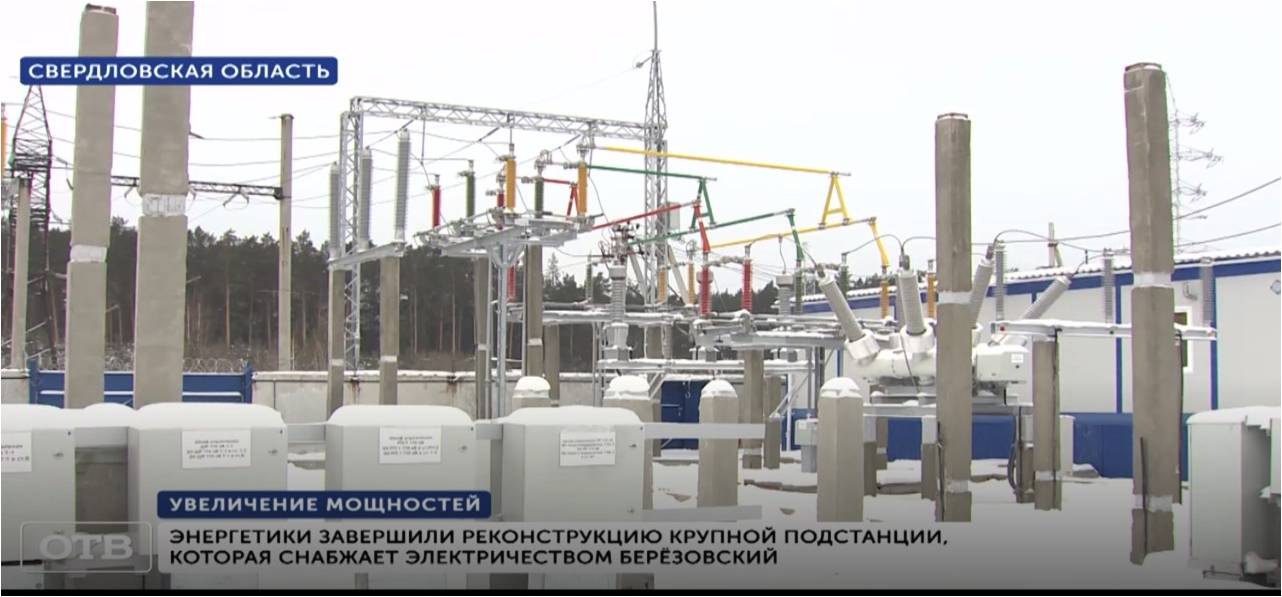 СВЕРДЛОВСКАЯ ОБЛАСТЬ
УВЕЛИЧЕНИЕ МОЩНОСТЕЙ
ЭНЕРГЕТИКИ ЗАВЕРШИЛИ РЕКОНСТРУКЦИЮ КРУПНОЙ ПОДСТАНЦИИ,
КОТОРАЯ СНАБЖАЕТ ЭЛЕКТРИЧЕСТВОМ БЕРЁЗОВСКИЙ
ОТВ